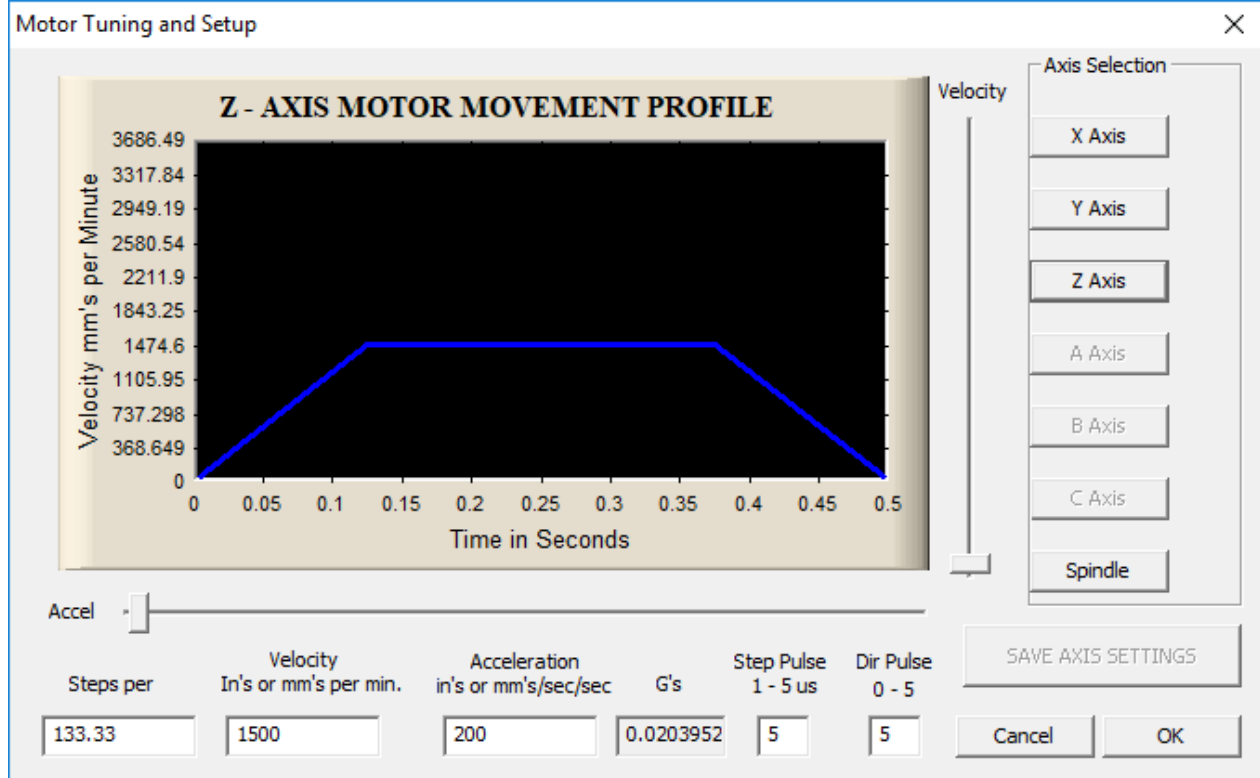 Motor Tuning and Setup
Z - AXIS MOTOR MOVEMENT PROFILE
Velocity mm's per Minute
3686.49
3317.84
2949.19
2580.54
2211.9
1843.25
1474.6
1105.95
737.298
368.649
0
0 0.05 0.1 0.15 0.2 0.25 0.3 0.35 0.4 0.45 0.5
Time in Seconds
Velocity
Axis Selection
X Axis
Y Axis
Z Axis
A Axis
B Axis
C Axis
Spindle
Accel
Steps per
133.33
Velocity
In's or mm's per min.
1500
Acceleration
in's or mm's/sec/sec
200
G's
0.0203952
Step Pulse
1 - 5 us
5
Dir Pulse
0 - 5
5
SAVE AXIS SETTINGS
Cancel
OK